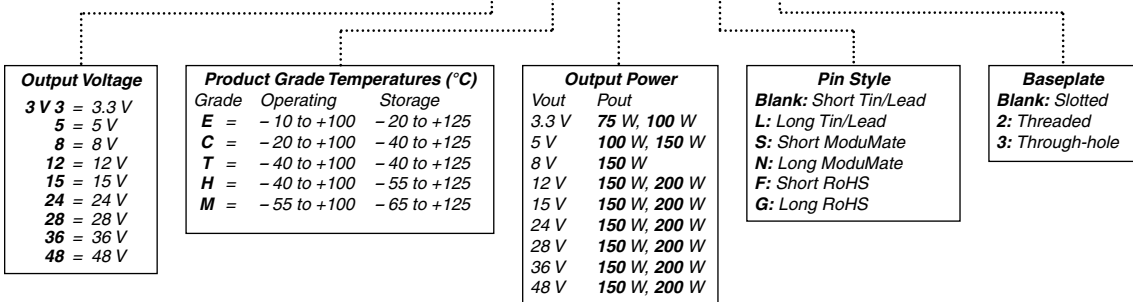 Output Voltage
3 V 3 = 3.3 V
5 = 5 V
8 = 8 V
12 = 12 V
15 = 15 V
24 = 24 V
28 = 28 V
36 = 36 V
48 = 48 V
Product Grade Temperatures (°C)
Grade Operating Storage
E = – 10 to +100 – 20 to +125
C = – 20 to +100 – 40 to +125
T = – 40 to +100 – 40 to +125
H = – 40 to +100 – 55 to +125
M = – 55 to +100 – 65 to +125
Output Power
Vout Pout
3.3 V 75 W, 100 W
5 V 100 W, 150 W
8 V 150 W
12 V 150 W, 200 W
15 V 150 W, 200 W
24 V 150 W, 200 W
28 V 150 W, 200 W
36 V 150 W, 200 W
48 V 150 W, 200 W
Pin Style
Blank: Short Tin/Lead
L: Long Tin/Lead
S: Short ModuMate
N: Long ModuMate
F: Short RoHS
G: Long RoHS
Baseplate
Blank: Slotted
2: Threaded
3: Through-hole